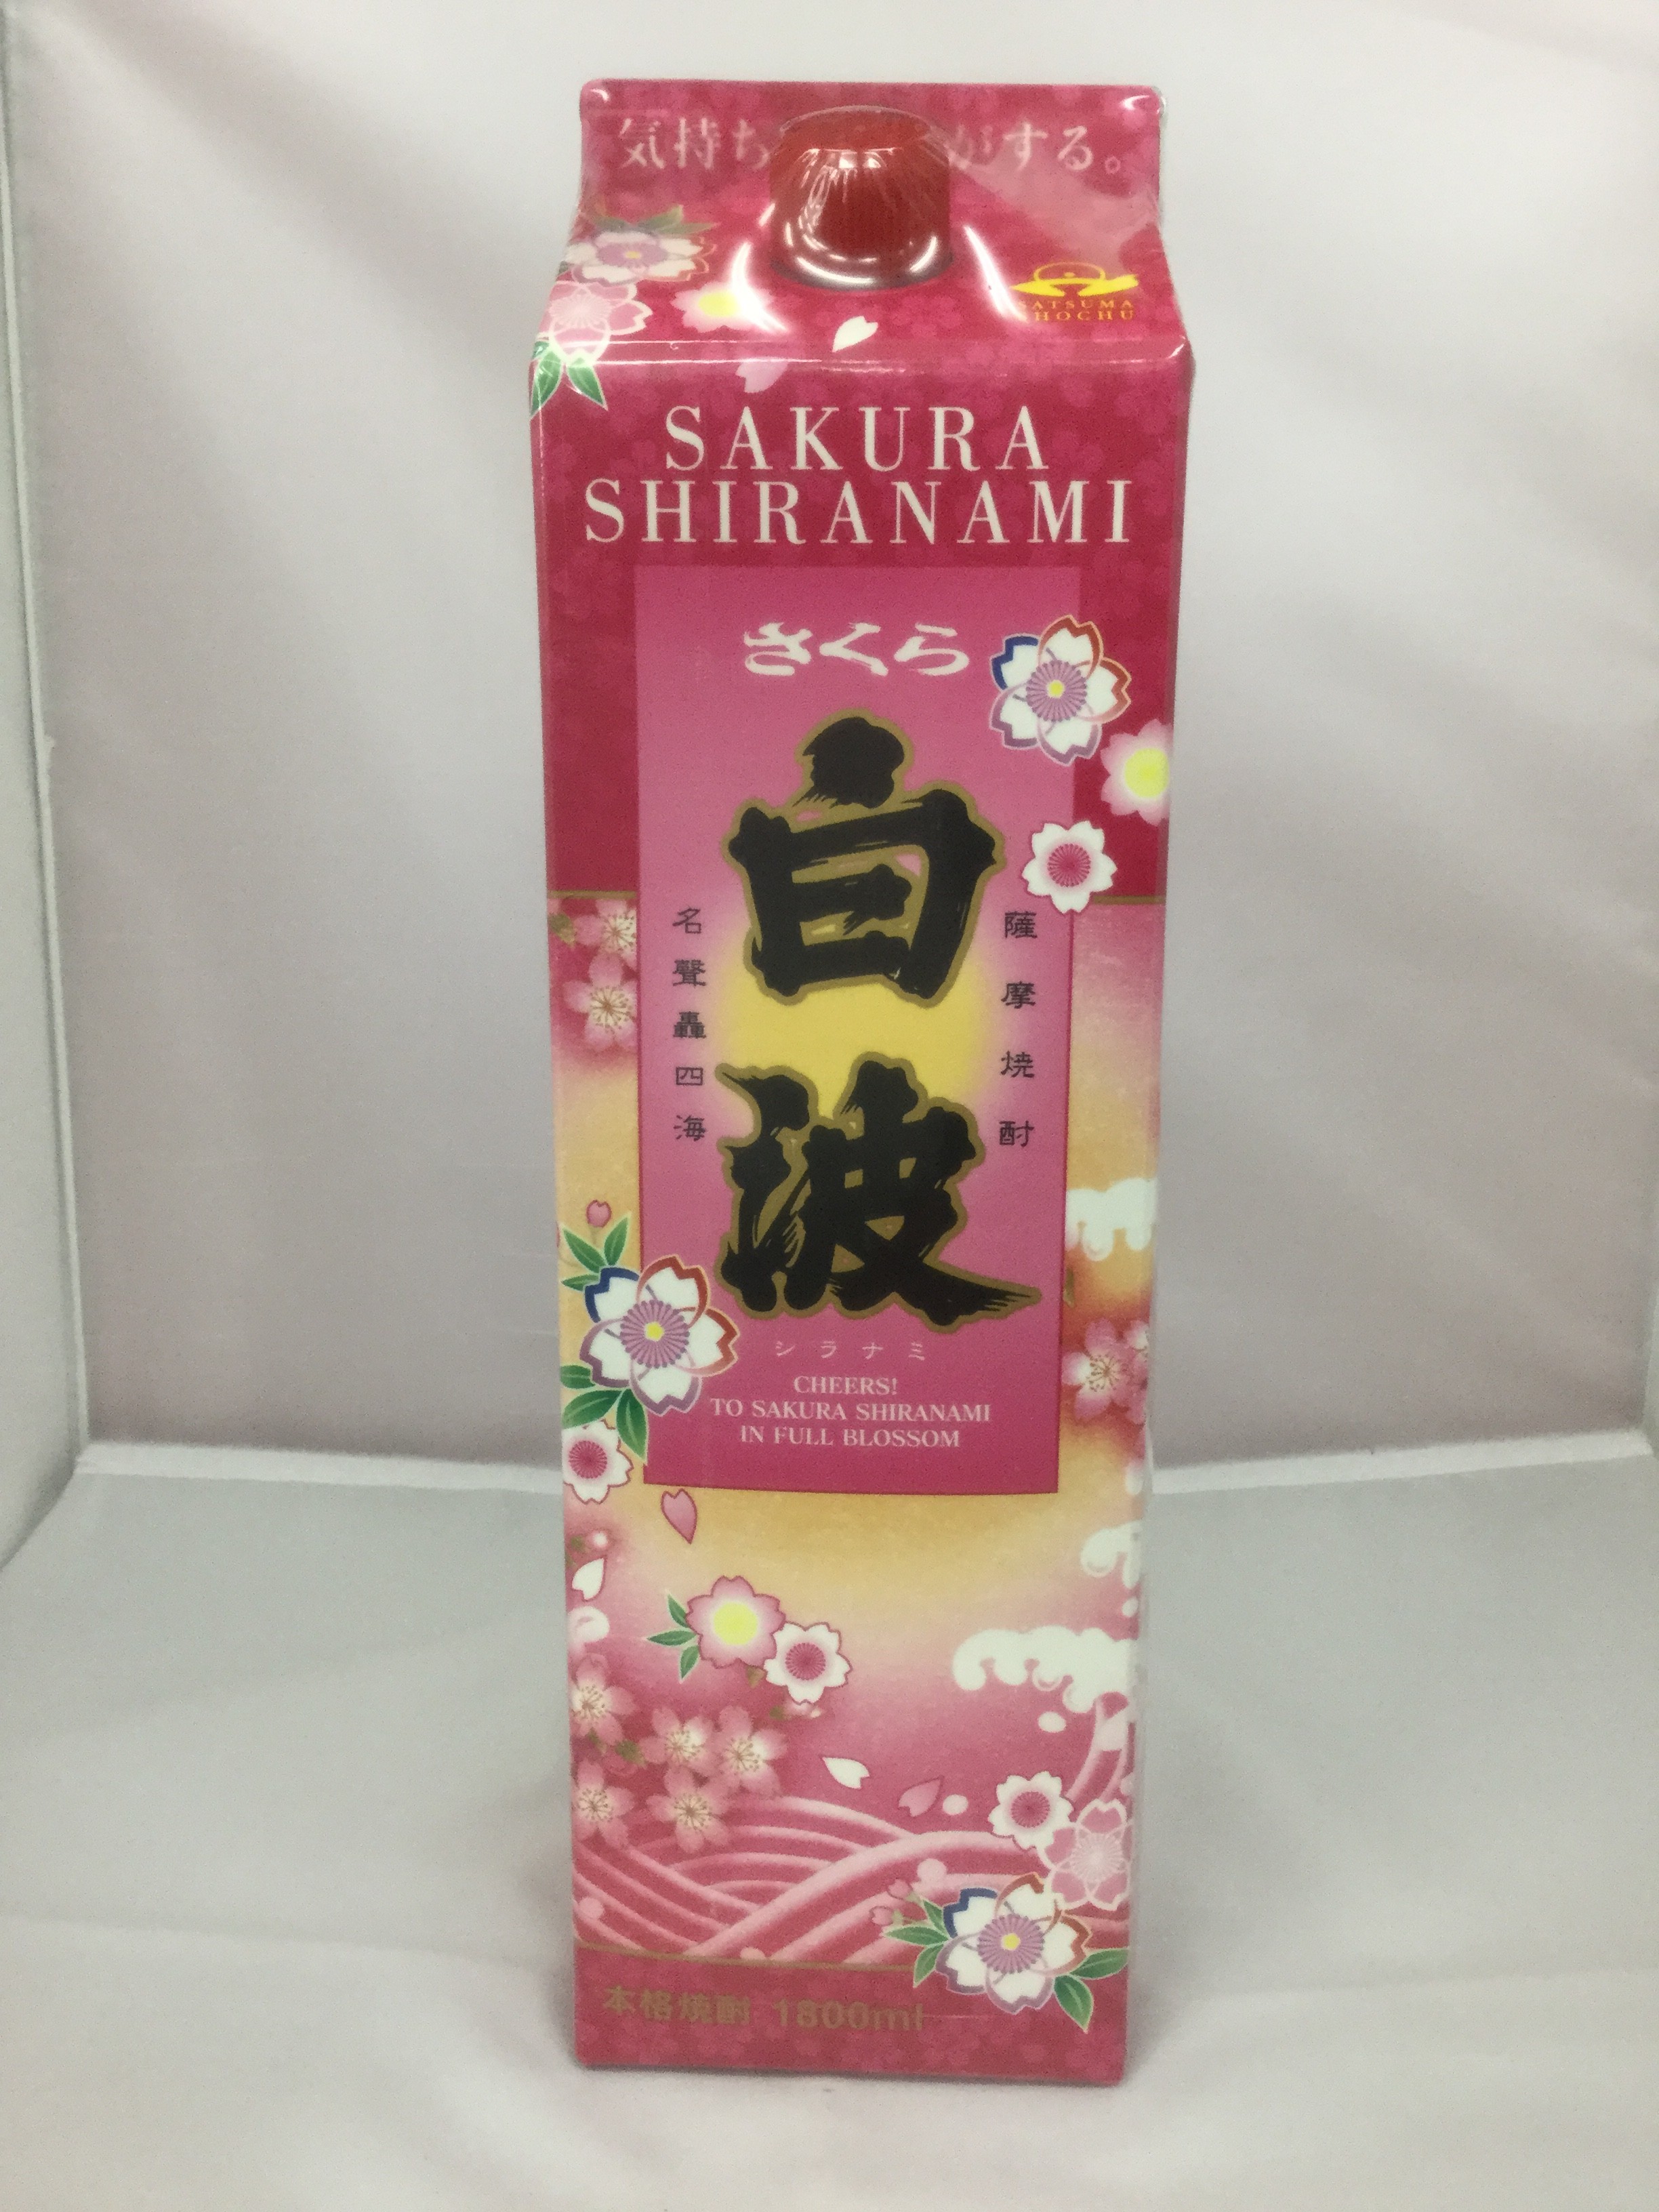 気持ち
がする。
SATSUMA
SHOCHU
SAKURA
SHIRANAMI
さくら
白波
薩摩焼酎
名聲轟四海
シラナミ
CHEERS!
TO SAKURA SHIRANAMI
IN FULL BLOSSOM
本格焼酎 1800ml